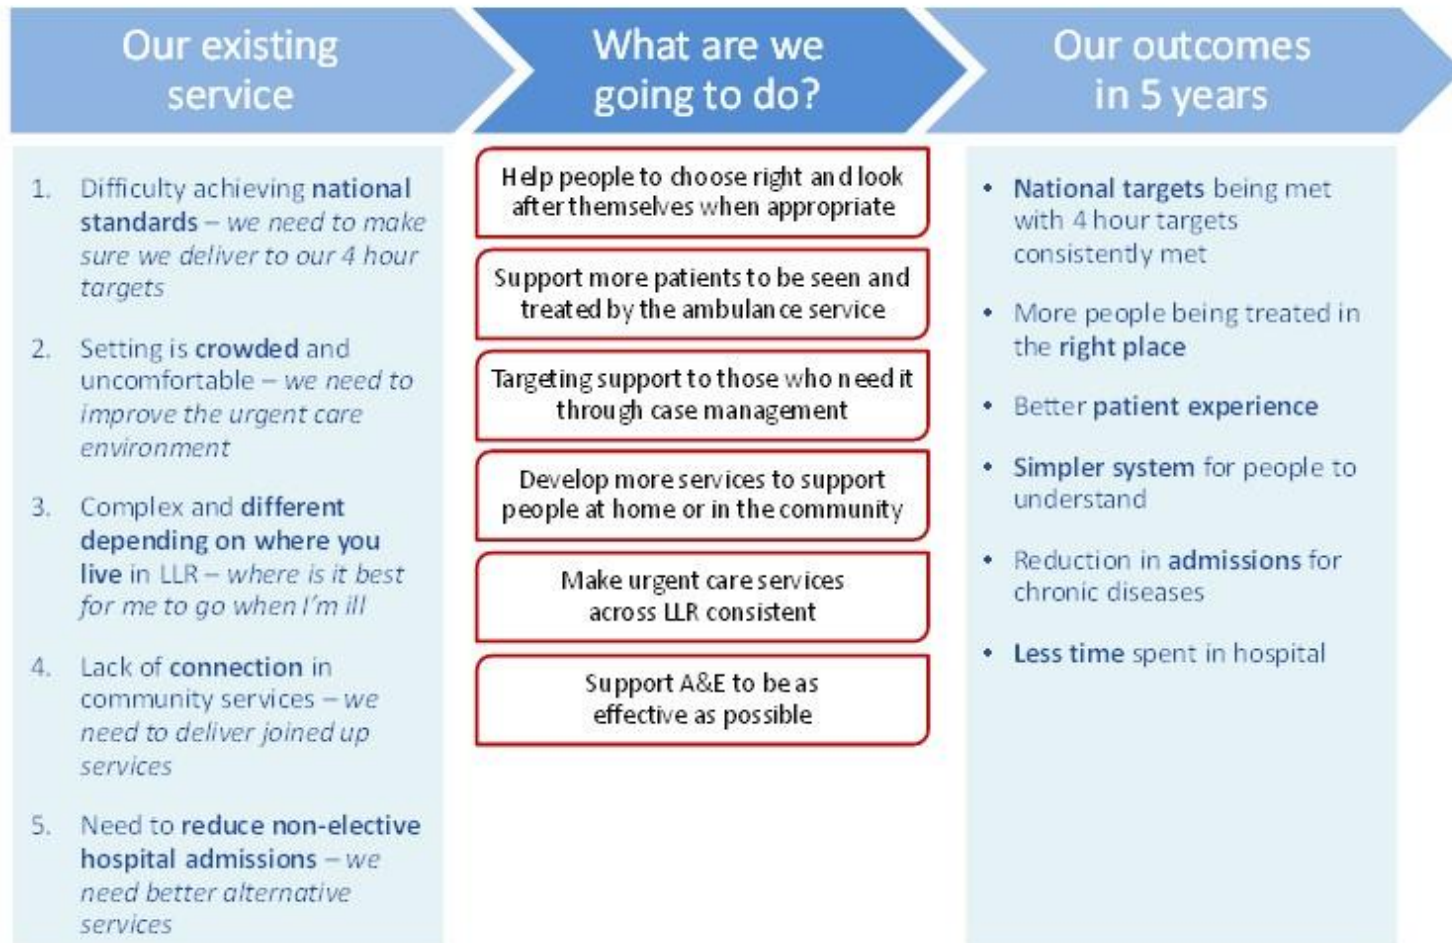 Our existing
service
What are we
going to do?
Our outcomes
in 5 years
1. Difficulty achieving national
standards – we need to make
sure we deliver to our 4 hour
targets
2. Setting is crowded and
uncomfortable – we need to
improve the urgent care
environment
3. Complex and different
depending on where you
live in LLR – where is it best
for me to go when I'm ill
4. Lack of connection in
community services – we
need to deliver joined up
services
5. Need to reduce non-elective
hospital admissions – we
need better alternative
services
Help people to choose right and look
after themselves when appropriate
Support more patients to be seen and
treated by the ambulance service
Targeting support to those who need it
through case management
Develop more services to support
people at home or in the community
Make urgent care services
across LLR consistent
Support A&E to be as
effective as possible
• National targets being met
with 4 hour targets
consistently met
• More people being treated in
the right place
• Better patient experience
• Simpler system for people to
understand
• Reduction in admissions for
chronic diseases
• Less time spent in hospital